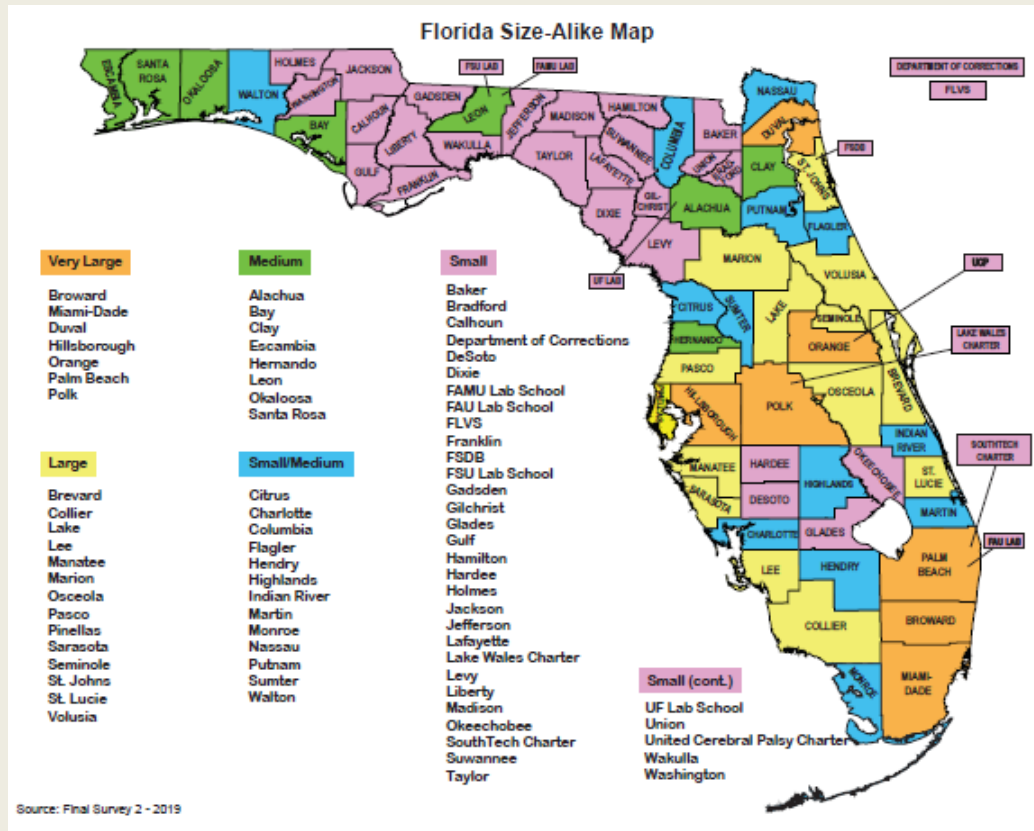 Florida Size-Alike Map
ESCAMBIA
SANTA
ROSA
OKALOOSA
WALTON
HOLMES
WASHINGTON
BAY
JACKSON
CALHOUN
GULF
LIBERTY
FRANKLIN
GADSDEN
FSU LAB
FAMU LAB
LEON
WAKULLA
JEFFERSON
MADISON
TAYLOR
HAMILTON
SUWANNEE
LAFAYETTE
DIXIE
COLUMBIA
GIL-
CHRIST
LEVY
BAKER
UNION
BRAD-
FORD
ALACHUA
UF LAB
NASSAU
DUVAL
CLAY
ST. JOHNS
FSDB
PUTNAM
FLAGLER
DEPARTMENT OF CORRECTIONS
FLVS
MARION
VOLUSIA
CITRUS
SUMTER
LAKE
SEMINOLE
UCP
HERNANDO
ORANGE
LAKE WALES
CHARTER
PASCO
OSCEOLA
BREVARD
HILLSBOROUGH
POLK
INDIAN
RIVER
SOUTHTECH
CHARTER
MANATEE
HARDEE
HIGHLANDS
OKEECHOBEE
ST.
LUCIE
SARASOTA
DESOTO
MARTIN
CHARLOTTE
GLADES
FAU LAB
LEE
HENDRY
PALM
BEACH
COLLIER
BROWARD
MONROE
MIAMI-
DADE
Very Large
Broward
Miami-Dade
Duval
Hillsborough
Orange
Palm Beach
Polk
Large
Brevard
Collier
Lake
Lee
Manatee
Marion
Osceola
Pasco
Pinellas
Sarasota
Seminole
St. Johns
St. Lucie
Volusia
Medium
Alachua
Bay
Clay
Escambia
Hernando
Leon
Okaloosa
Santa Rosa
Small/Medium
Citrus
Charlotte
Columbia
Flagler
Hendry
Highlands
Indian River
Martin
Monroe
Nassau
Putnam
Sumter
Walton
Small
Baker
Bradford
Calhoun
Department of Corrections
DeSoto
Dixie
FAMU Lab School
FAU Lab School
FLVS
Franklin
FSDB
FSU Lab School
Gadsden
Gilchrist
Glades
Gulf
Hamilton
Hardee
Holmes
Jackson
Jefferson
Lafayette
Lake Wales Charter
Levy
Liberty
Madison
Okeechobee
SouthTech Charter
Suwannee
Taylor
Small (cont.)
UF Lab School
Union
United Cerebral Palsy Charter
Wakulla
Washington
Source: Final Survey 2 - 2019